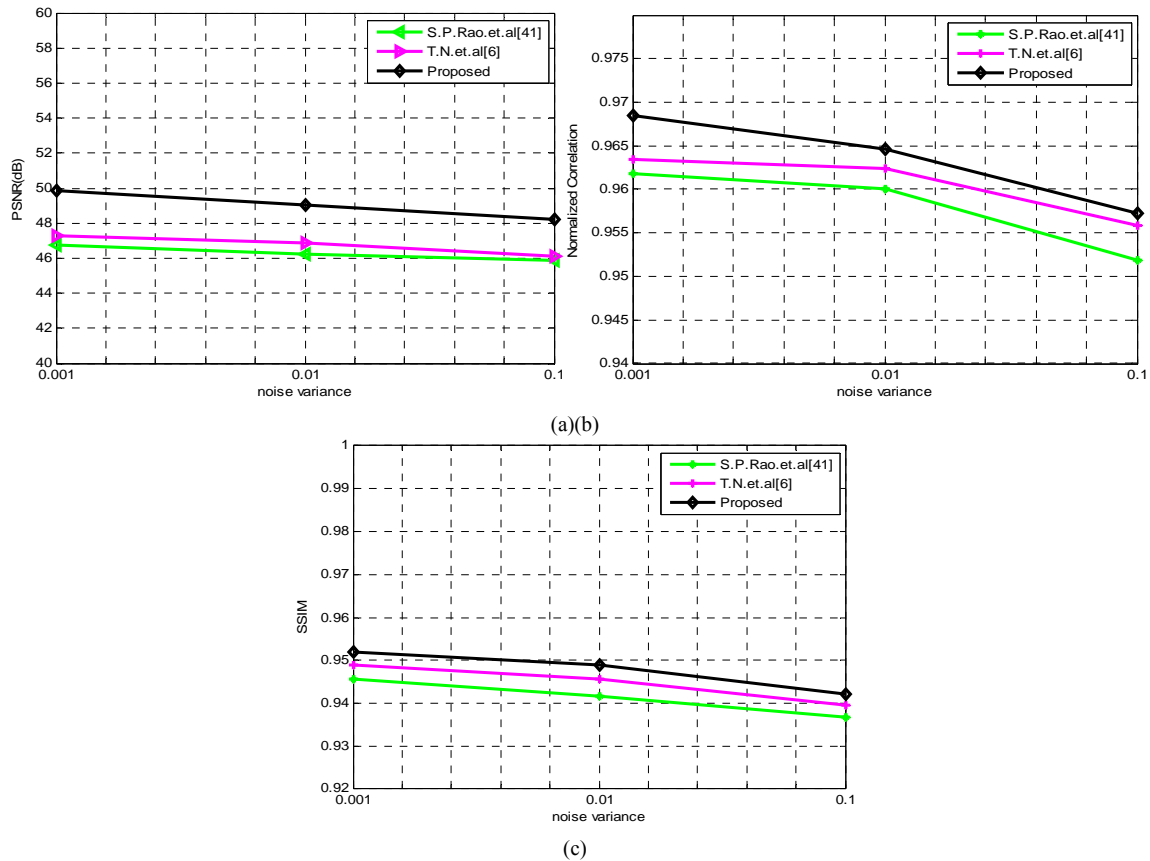 60
58
56
54
52
50
48
46
44
42
40
PSNR(dB)
0.001
0.01
0.1
noise variance
S.P.Rao.et.al[41]
T.N.et.al[6]
Proposed
0.975
0.97
0.965
0.96
0.955
0.95
0.945
0.94
Normalized Correlation
0.001
0.01
0.1
noise variance
S.P.Rao.et.al[41]
T.N.et.al[6]
Proposed
(a)(b)
1
0.99
0.98
0.97
0.96
0.95
0.94
0.93
0.92
SSIM
0.001
0.01
0.1
noise variance
S.P.Rao.et.al[41]
T.N.et.al[6]
Proposed
(c)